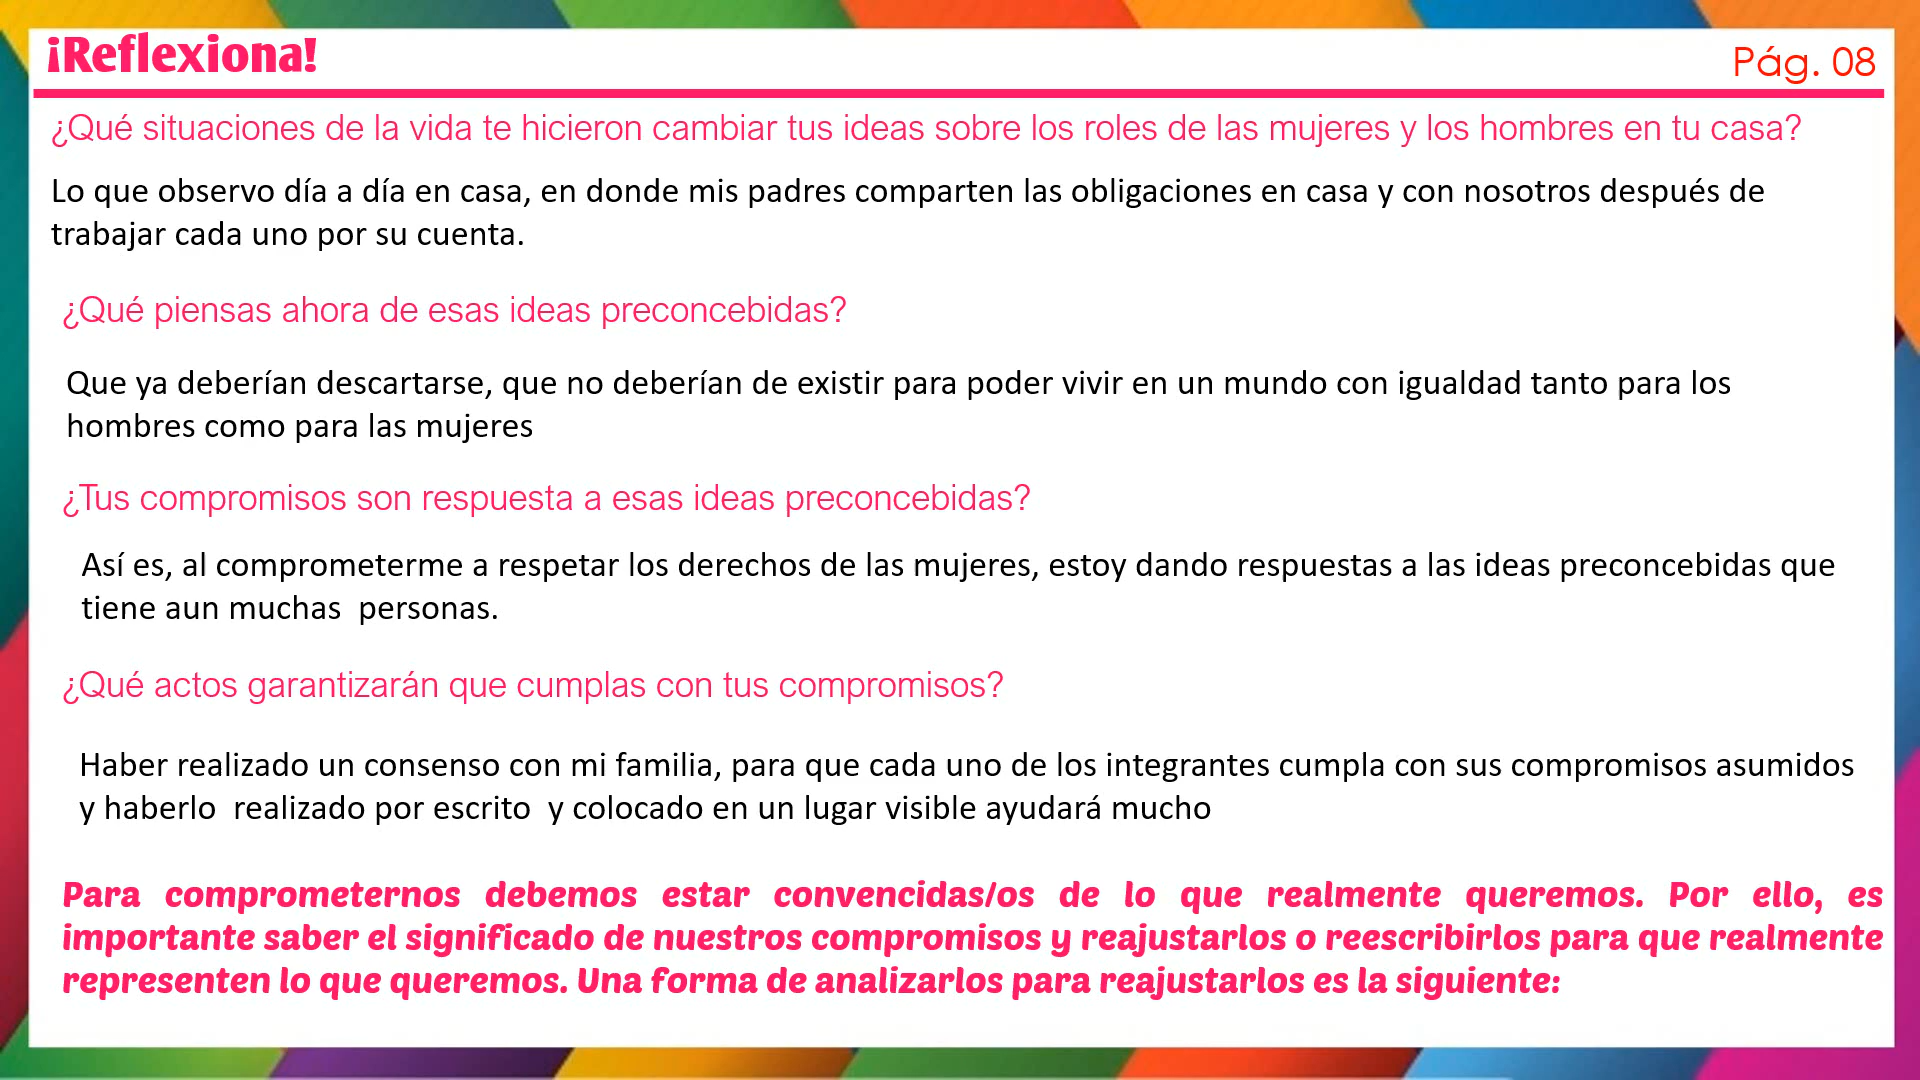 ¡Reflexiona!
Pág. 08
¿Qué situaciones de la vida te hicieron cambiar tus ideas sobre los roles de las mujeres y los hombres en tu casa?
Lo que observo día a día en casa, en donde mis padres comparten las obligaciones en casa y con nosotros después de
trabajar cada uno por su cuenta.
¿Qué piensas ahora de esas ideas preconcebidas?
Que ya deberían descartarse, que no deberían de existir para poder vivir en un mundo con igualdad tanto para los
hombres como para las mujeres
¿Tus compromisos son respuesta a esas ideas preconcebidas?
Así es, al comprometerme a respetar los derechos de las mujeres, estoy dando respuestas a las ideas preconcebidas que
tiene aun muchas  personas.
¿Qué actos garantizarán que cumplas con tus compromisos?
Haber realizado un consenso con mi familia, para que cada uno de los integrantes cumpla con sus compromisos asumidos
y haberlo  realizado por escrito  y colocado en un lugar visible ayudará mucho
Para comprometernos debemos estar convencidas/os de lo que realmente queremos. Por ello, es
importante saber el significado de nuestros compromisos y reajustarlos o reescribirlos para que realmente
representen lo que queremos. Una forma de analizarlos para reajustarlos es la siguiente: